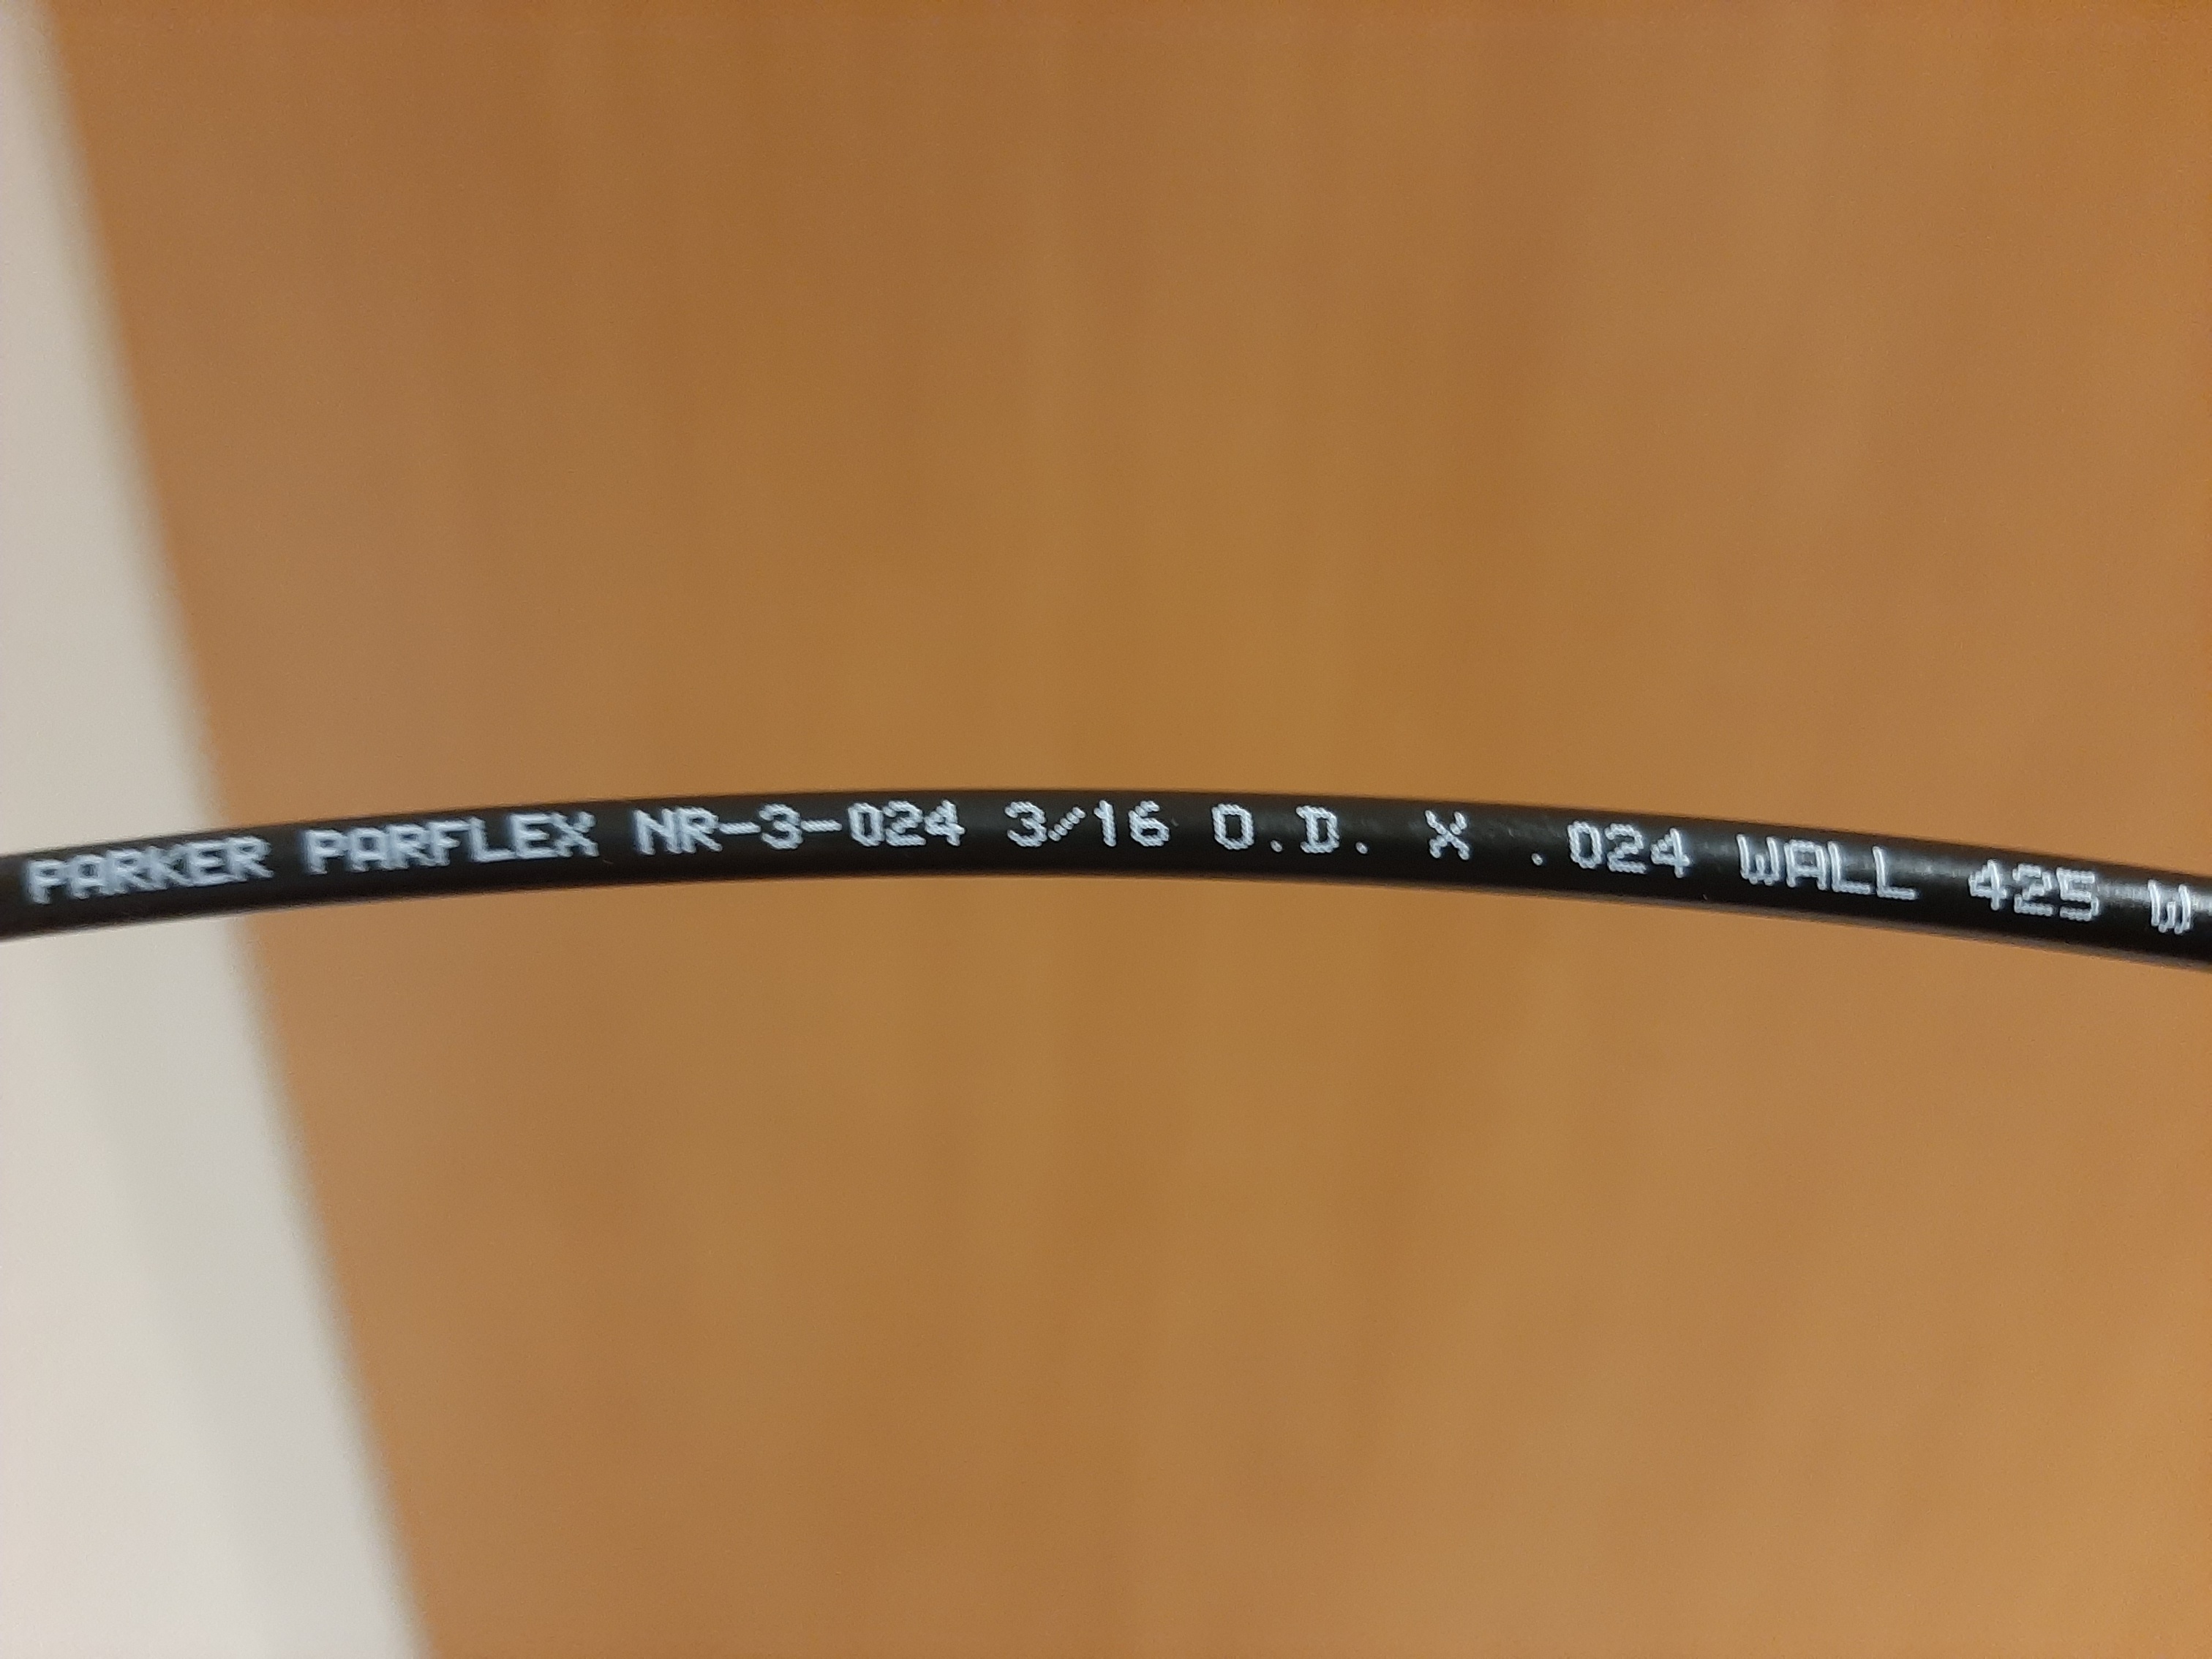 PARKER PARFLEX NR-3-024 3/16 O.D. X .024 WALL 425 W